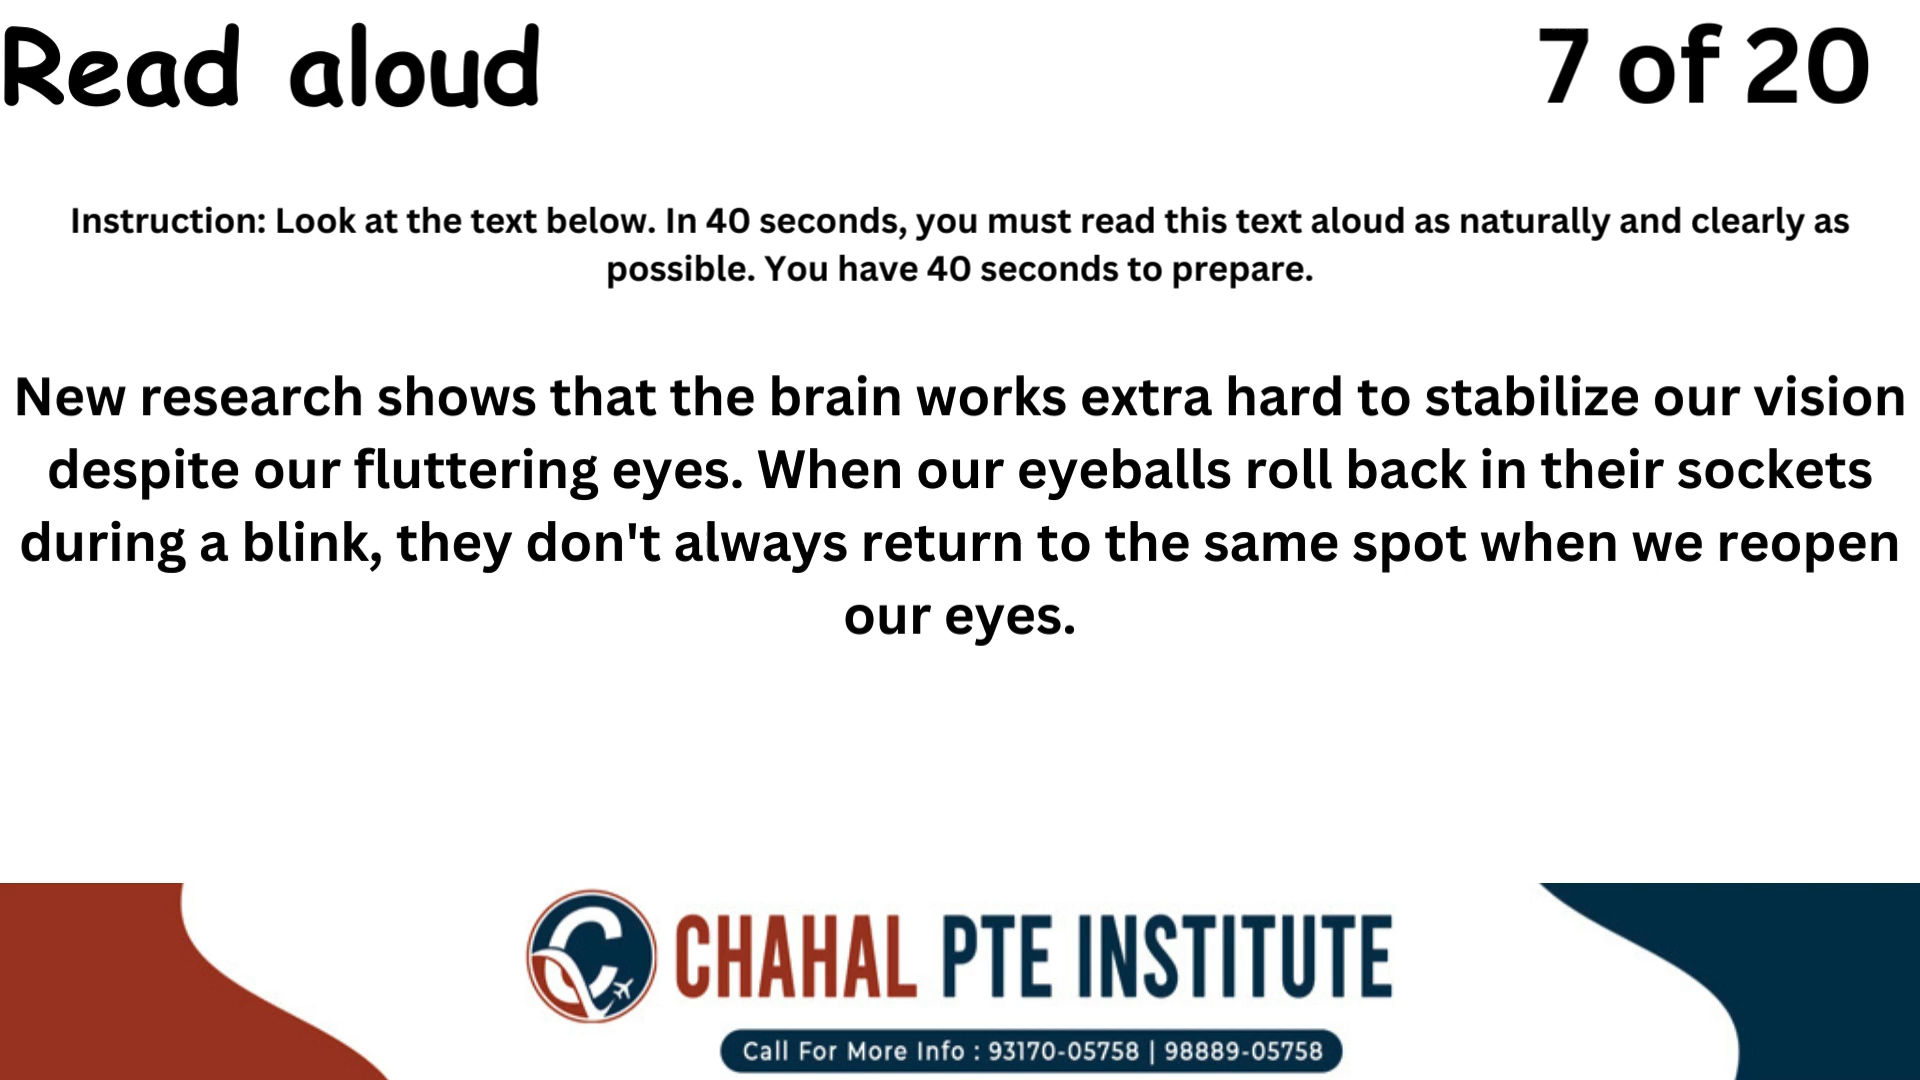 Read aloud
7 of 20
Instruction: Look at the text below. In 40 seconds, you must read this text aloud as naturally and clearly as
possible. You have 40 seconds to prepare.
New research shows that the brain works extra hard to stabilize our vision
despite our fluttering eyes. When our eyeballs roll back in their sockets
during a blink, they don't always return to the same spot when we reopen
our eyes.
CHAHAL PTE INSTITUTE
Call For More Info : 93170-05758 | 98889-05758